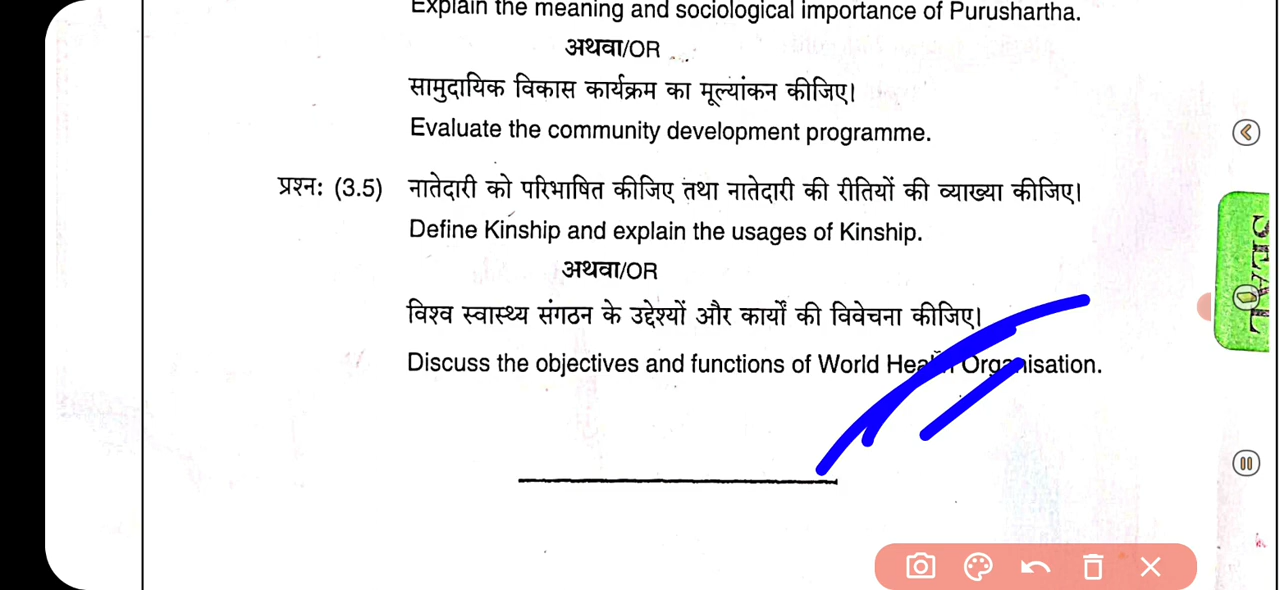 Explain the meaning and sociological importance of Purushartha.
अथवा/OR
सामुदायिक विकास कार्यक्रम का मूल्यांकन कीजिए।
Evaluate the community development programme.
प्रश्न: (3.5) नातेदारी को परिभाषित कीजिए तथा नातेदारी की रीतियों की व्याख्या कीजिए।
Define Kinship and explain the usages of Kinship.
अथवा/OR
विश्व स्वास्थ्य संगठन के उद्देश्यों और कार्यों की विवेचना कीजिए।
Discuss the objectives and functions of World Health Organisation.